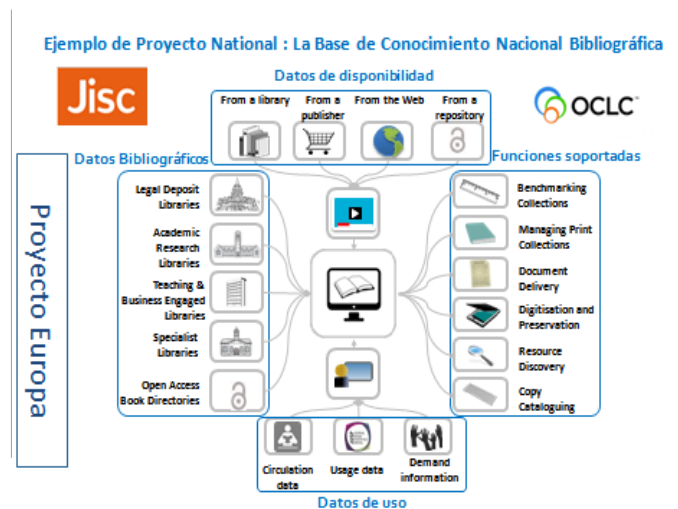 Ejemplo de Proyecto National : La Base de Conocimiento Nacional Bibliográfica
Jisc
Datos de disponibilidad
OCLC
From a library
From a
publisher
From the Web
From a
repository
Datos Bibliográficos
Funciones soportadas
Proyecto Europa
Legal Deposit
Libraries
Academic
Research
Libraries
Teaching &
Business Engaged
Libraries
Specialist
Libraries
Open Access
Book Directories
Benchmarking
Collections
Managing Print
Collections
Document
Delivery
Digitisation and
Preservation
Resource
Discovery
Copy
Cataloguing
Circulation
data
Usage data
Demand
information
Datos de uso